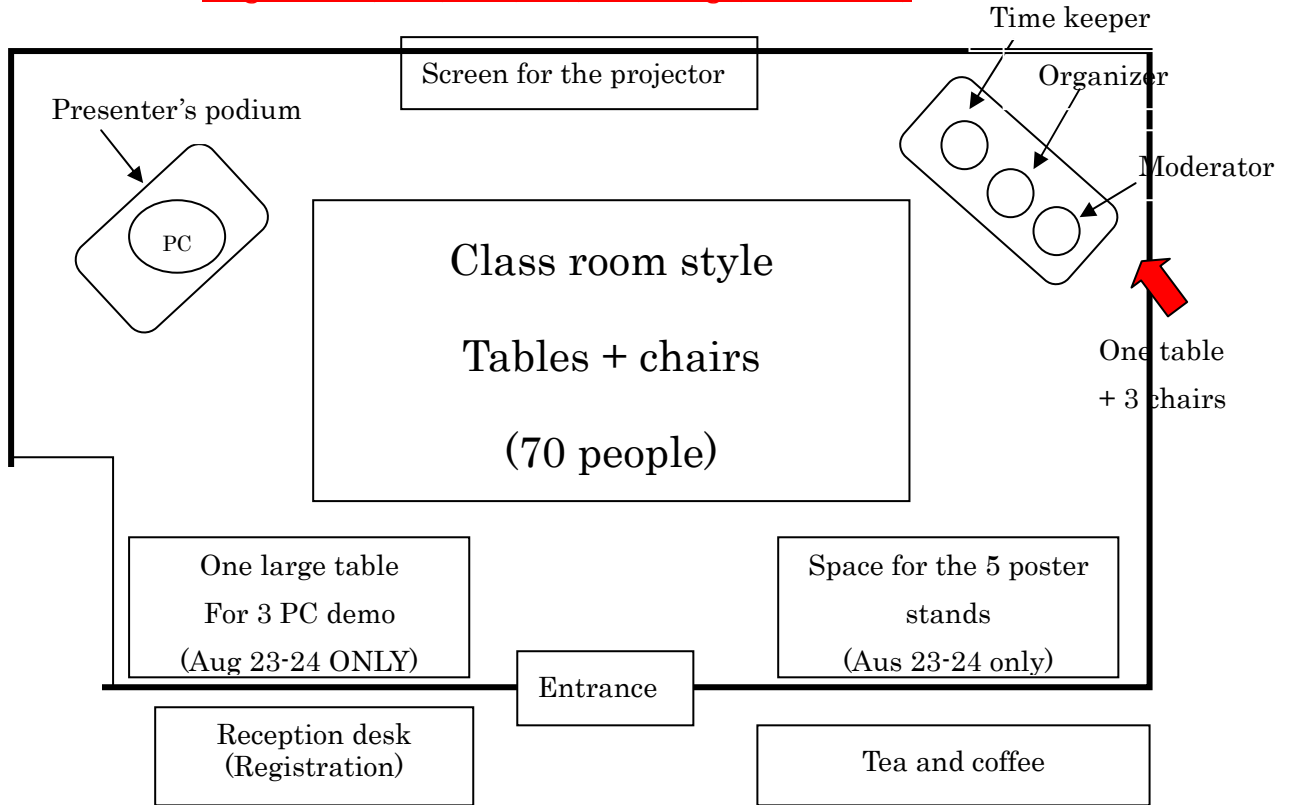 Time keeper
Screen for the projector
Organizer
Presenter's podium
Moderator
PC
Class room style
Tables + chairs
(70 people)
One table
+ 3 chairs
One large table
For 3 PC demo
(Aug 23-24 ONLY)
Space for the 5 poster
stands
(Aus 23-24 only)
Entrance
Reception desk
(Registration)
Tea and coffee